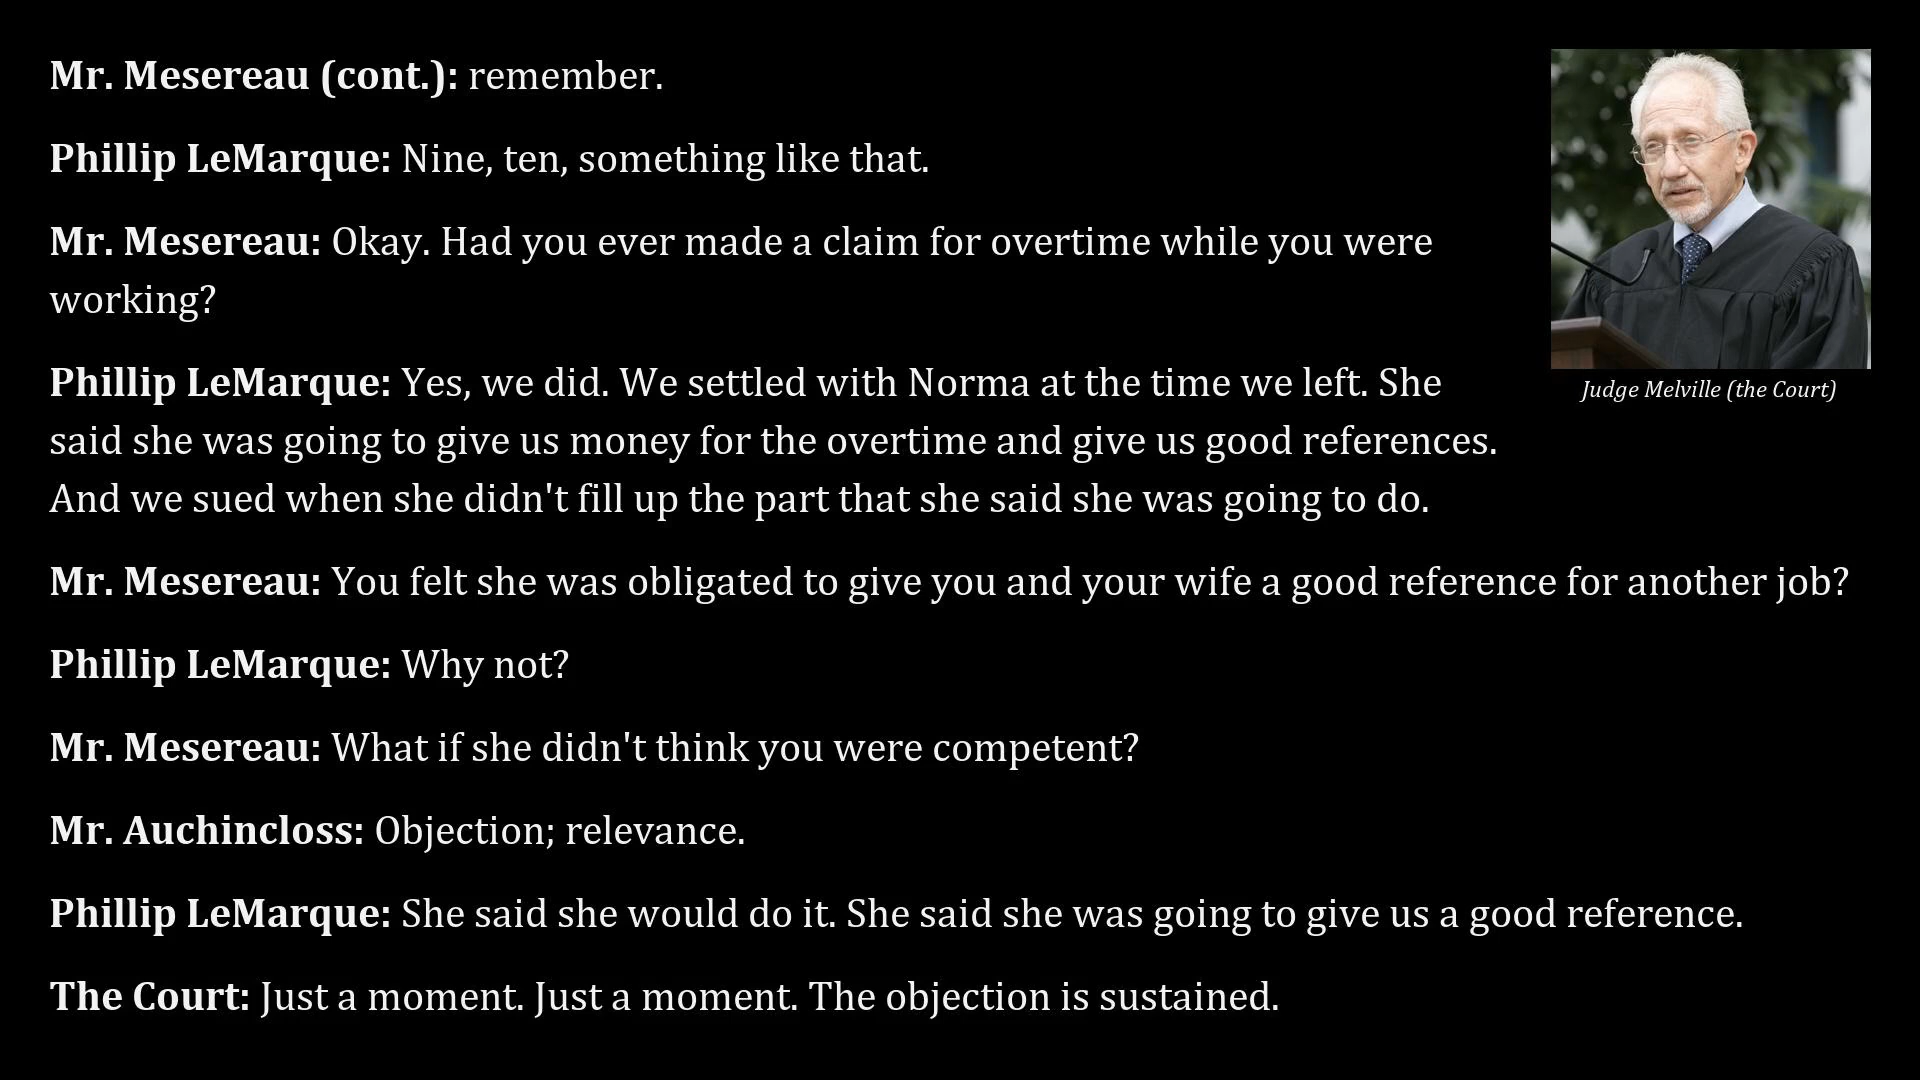 Mr. Mesereau (cont.): remember.
Phillip LeMarque: Nine, ten, something like that.
Mr. Mesereau: Okay. Had you ever made a claim for overtime while you were
working?
Phillip LeMarque: Yes, we did. We settled with Norma at the time we left. She
said she was going to give us money for the overtime and give us good references.
And we sued when she didn't fill up the part that she said she was going to do.
Mr. Mesereau: You felt she was obligated to give you and your wife a good reference for another job?
Phillip LeMarque: Why not?
Mr. Mesereau: What if she didn't think you were competent?
Mr. Auchincloss: Objection; relevance.
Phillip LeMarque: She said she would do it. She said she was going to give us a good reference.
The Court: Just a moment. Just a moment. The objection is sustained.
Judge Melville (the Court)